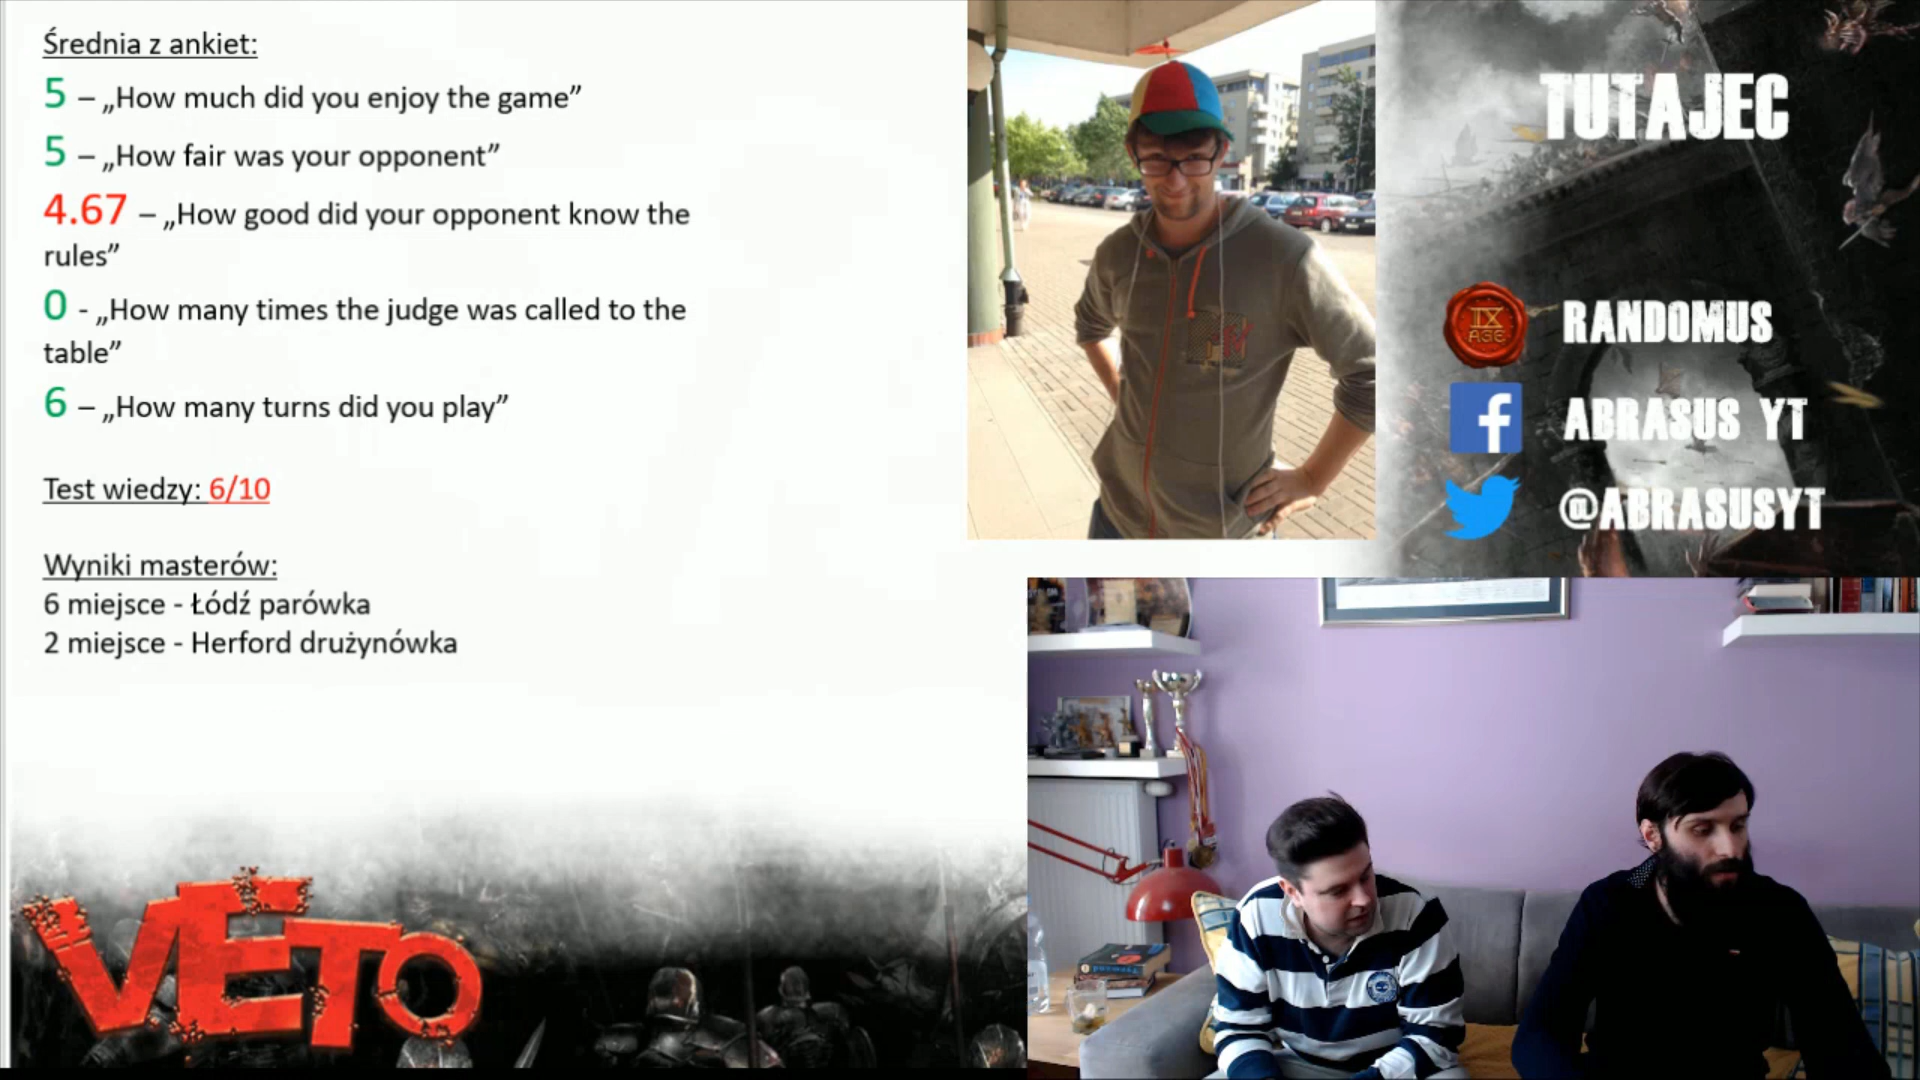 Średnia z ankiet:
5 – „How much did you enjoy the game”
5 – „How fair was your opponent”
4.67 – „How good did your opponent know the
rules”
0 - „How many times the judge was called to the
table”
6 – „How many turns did you play”
Test wiedzy: 6/10
Wyniki masterów:
6 miejsce - Łódź parówka
2 miejsce - Herford drużynówka
VETO
TUTAJEC
IX
AGE
RANDOMUS
f
ABRASUS YT
@ABRASUSYT